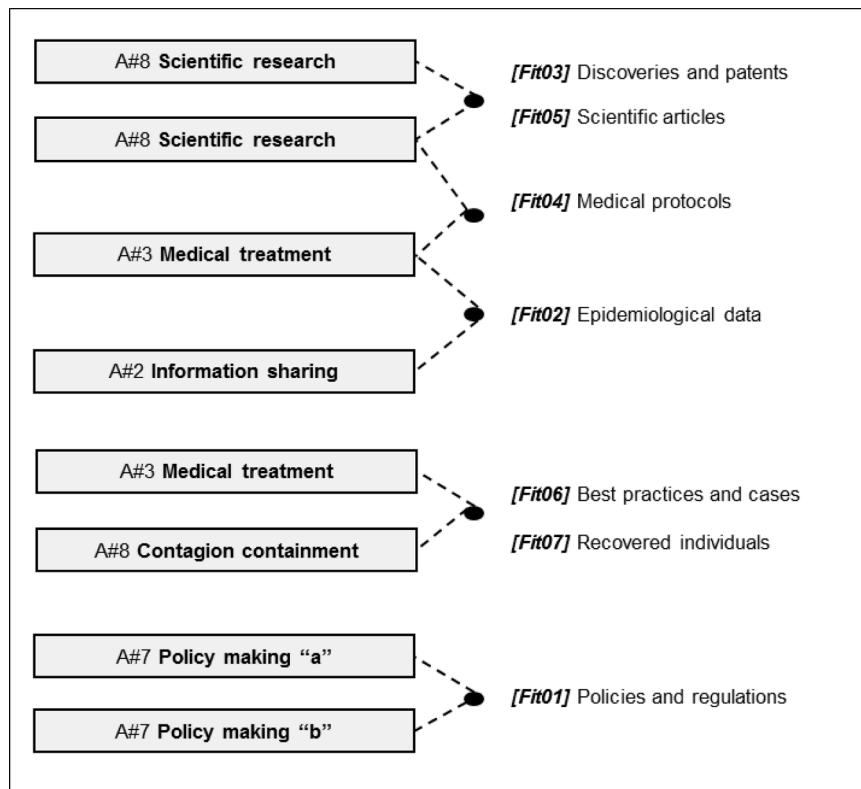 A#8 Scientific research
[Fit03] Discoveries and patents
[Fit05] Scientific articles
A#8 Scientific research
[Fit04] Medical protocols
A#3 Medical treatment
[Fit02] Epidemiological data
A#2 Information sharing
A#3 Medical treatment
[Fit06] Best practices and cases
A#8 Contagion containment
[Fit07] Recovered individuals
A#7 Policy making “a”
[Fit01] Policies and regulations
A#7 Policy making “b”